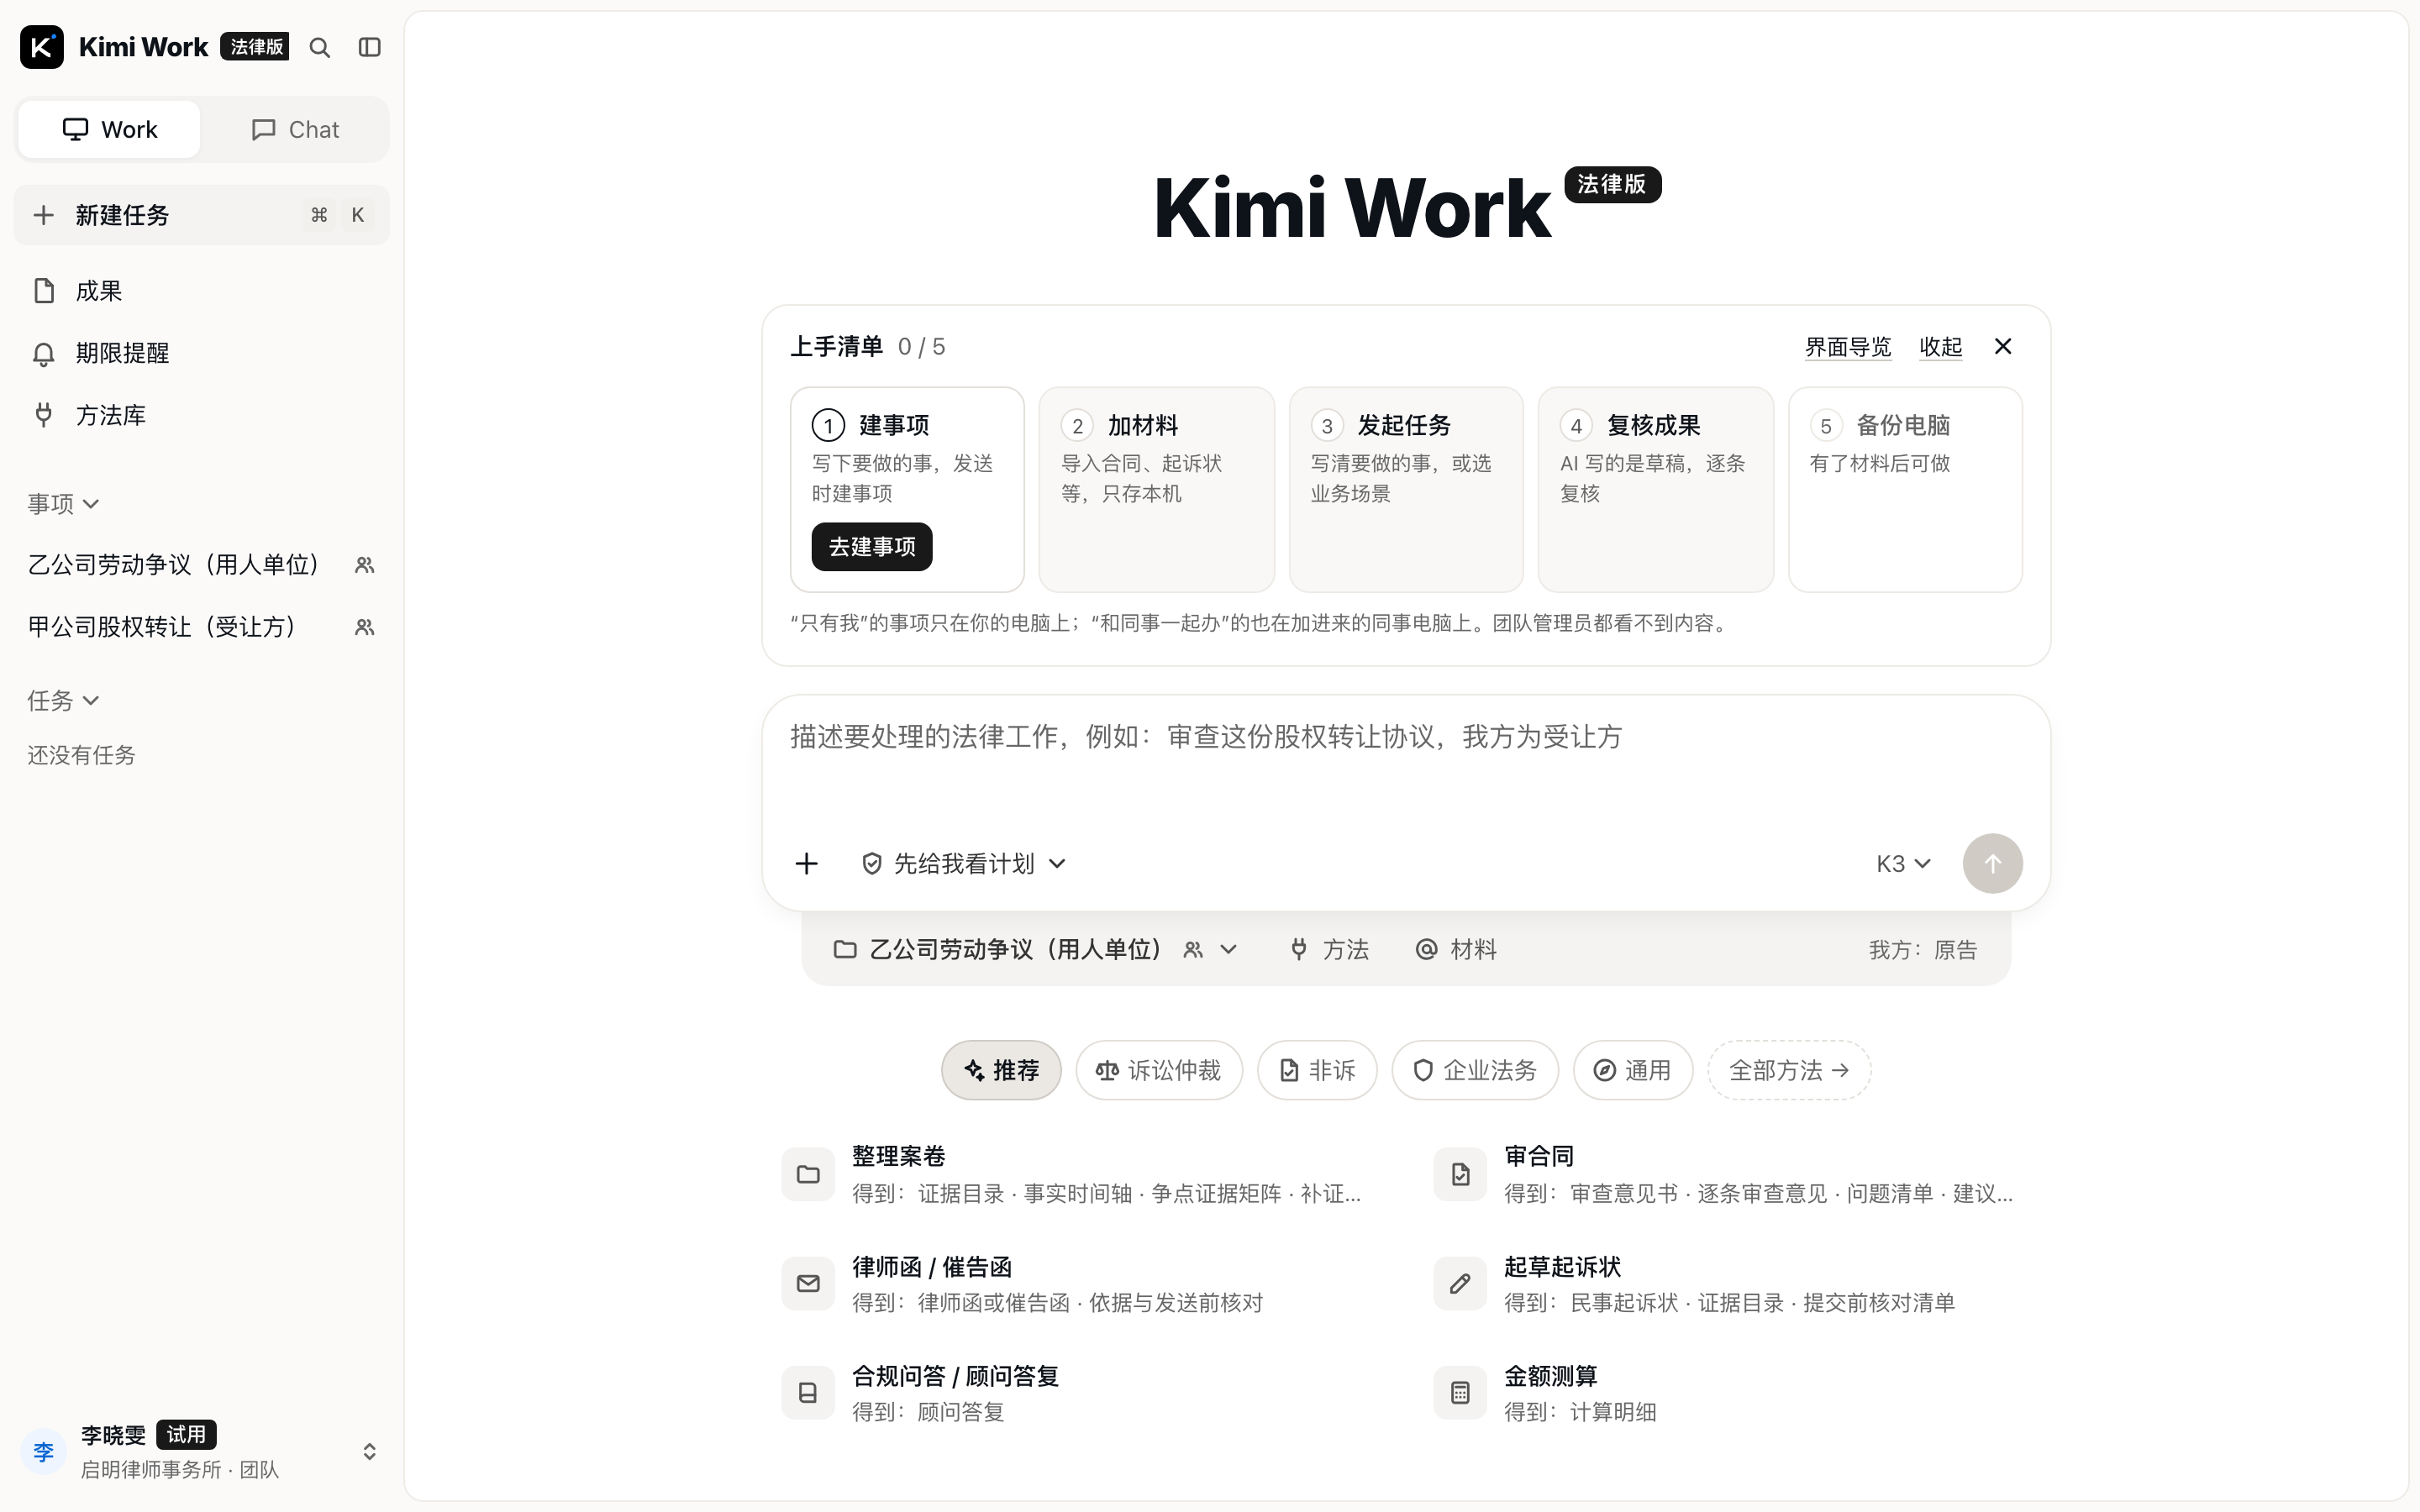 Kimi Work 法律版
Work
Chat
新建任务 ⌘ K
成果
期限提醒
方法库
事项
乙公司劳动争议（用人单位）
甲公司股权转让（受让方）
任务
还没有任务
李 李晓雯 试用
启明律师事务所 · 团队
Kimi Work 法律版
上手清单 0 / 5
界面导览 收起
1 建事项
写下要做的事，发送
时建事项
去建事项
2 加材料
导入合同、起诉状
等，只存本机
3 发起任务
写清要做的事，或选
业务场景
4 复核成果
AI 写的是草稿，逐条
复核
5 备份电脑
有了材料后可做
“只有我”的事项只在你的电脑上；“和同事一起办”的也在加进来的同事电脑上。团队管理员都看不到内容。
描述要处理的法律工作，例如：审查这份股权转让协议，我方为受让方
先给我看计划
K3
乙公司劳动争议（用人单位）
方法
@ 材料
我方：原告
推荐
诉讼仲裁
非诉
企业法务
通用
全部方法 →
整理案卷
得到：证据目录 · 事实时间轴 · 争点证据矩阵 · 补证...
审合同
得到：审查意见书 · 逐条审查意见 · 问题清单 · 建议...
律师函 / 催告函
得到：律师函或催告函 · 依据与发送前核对
起草起诉状
得到：民事起诉状 · 证据目录 · 提交前核对清单
合规问答 / 顾问答复
得到：顾问答复
金额测算
得到：计算明细